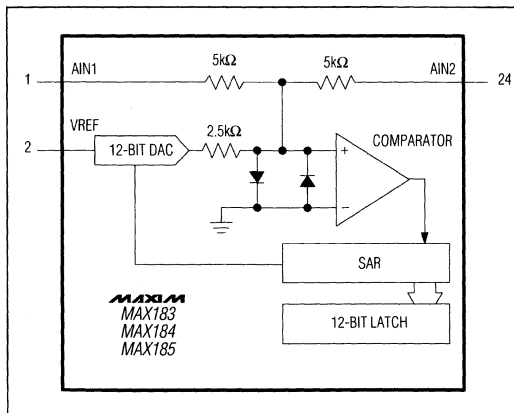 5kΩ 5kΩ
1 AIN1 AIN2 24
2 VREF 12-BIT DAC 2.5kΩ + COMPARATOR
−
SAR
MAXIM
MAX183
MAX184
MAX185
12-BIT LATCH